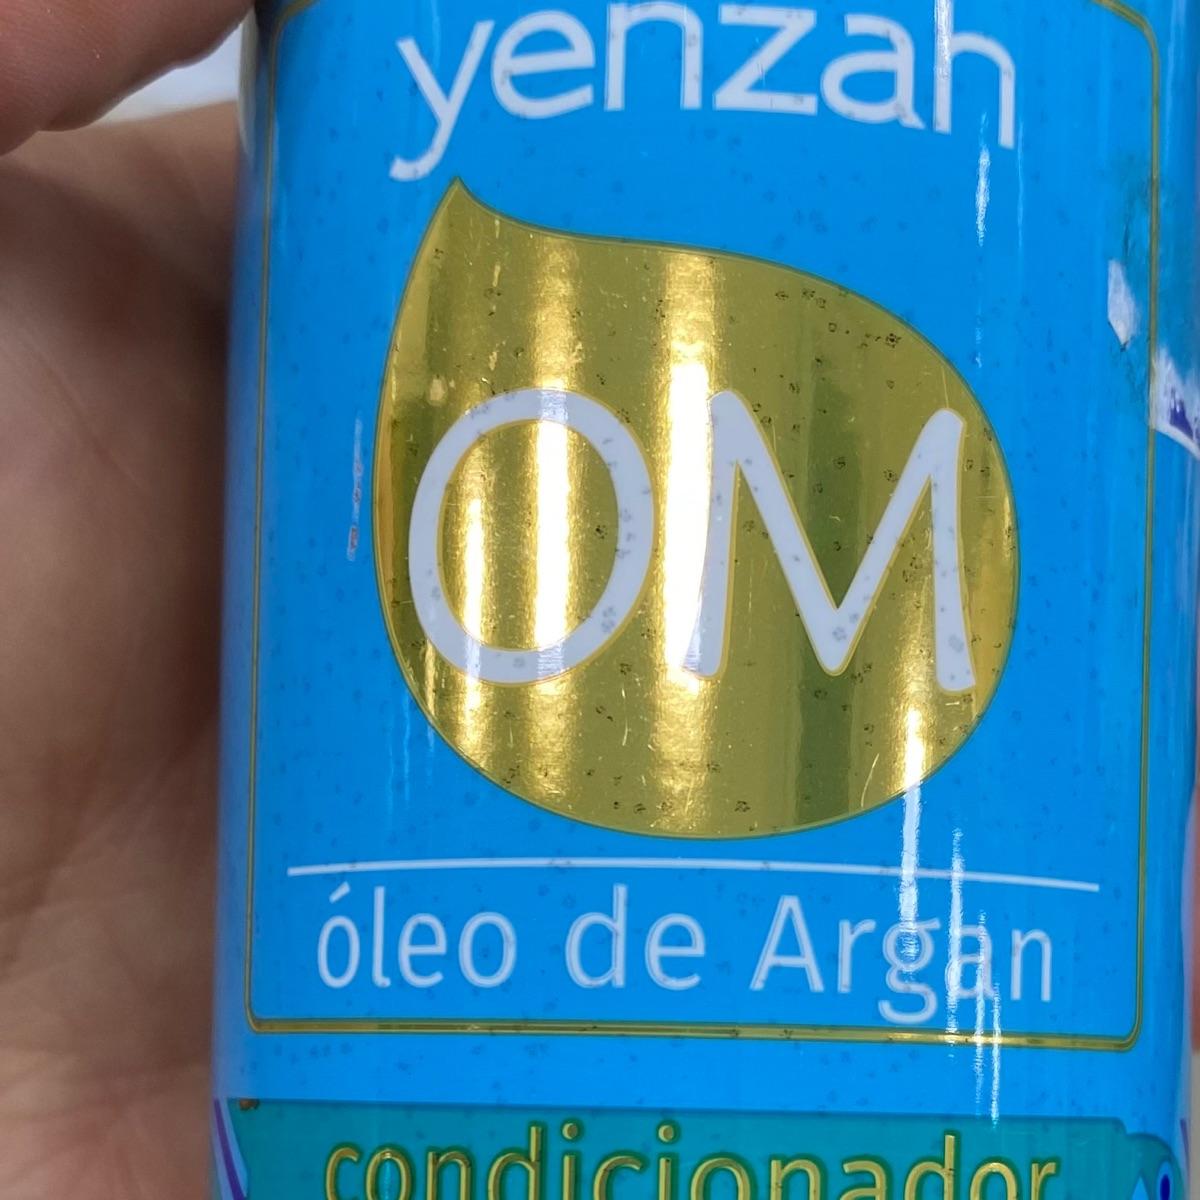 yenzah
OM
óleo de Argan
condicionador